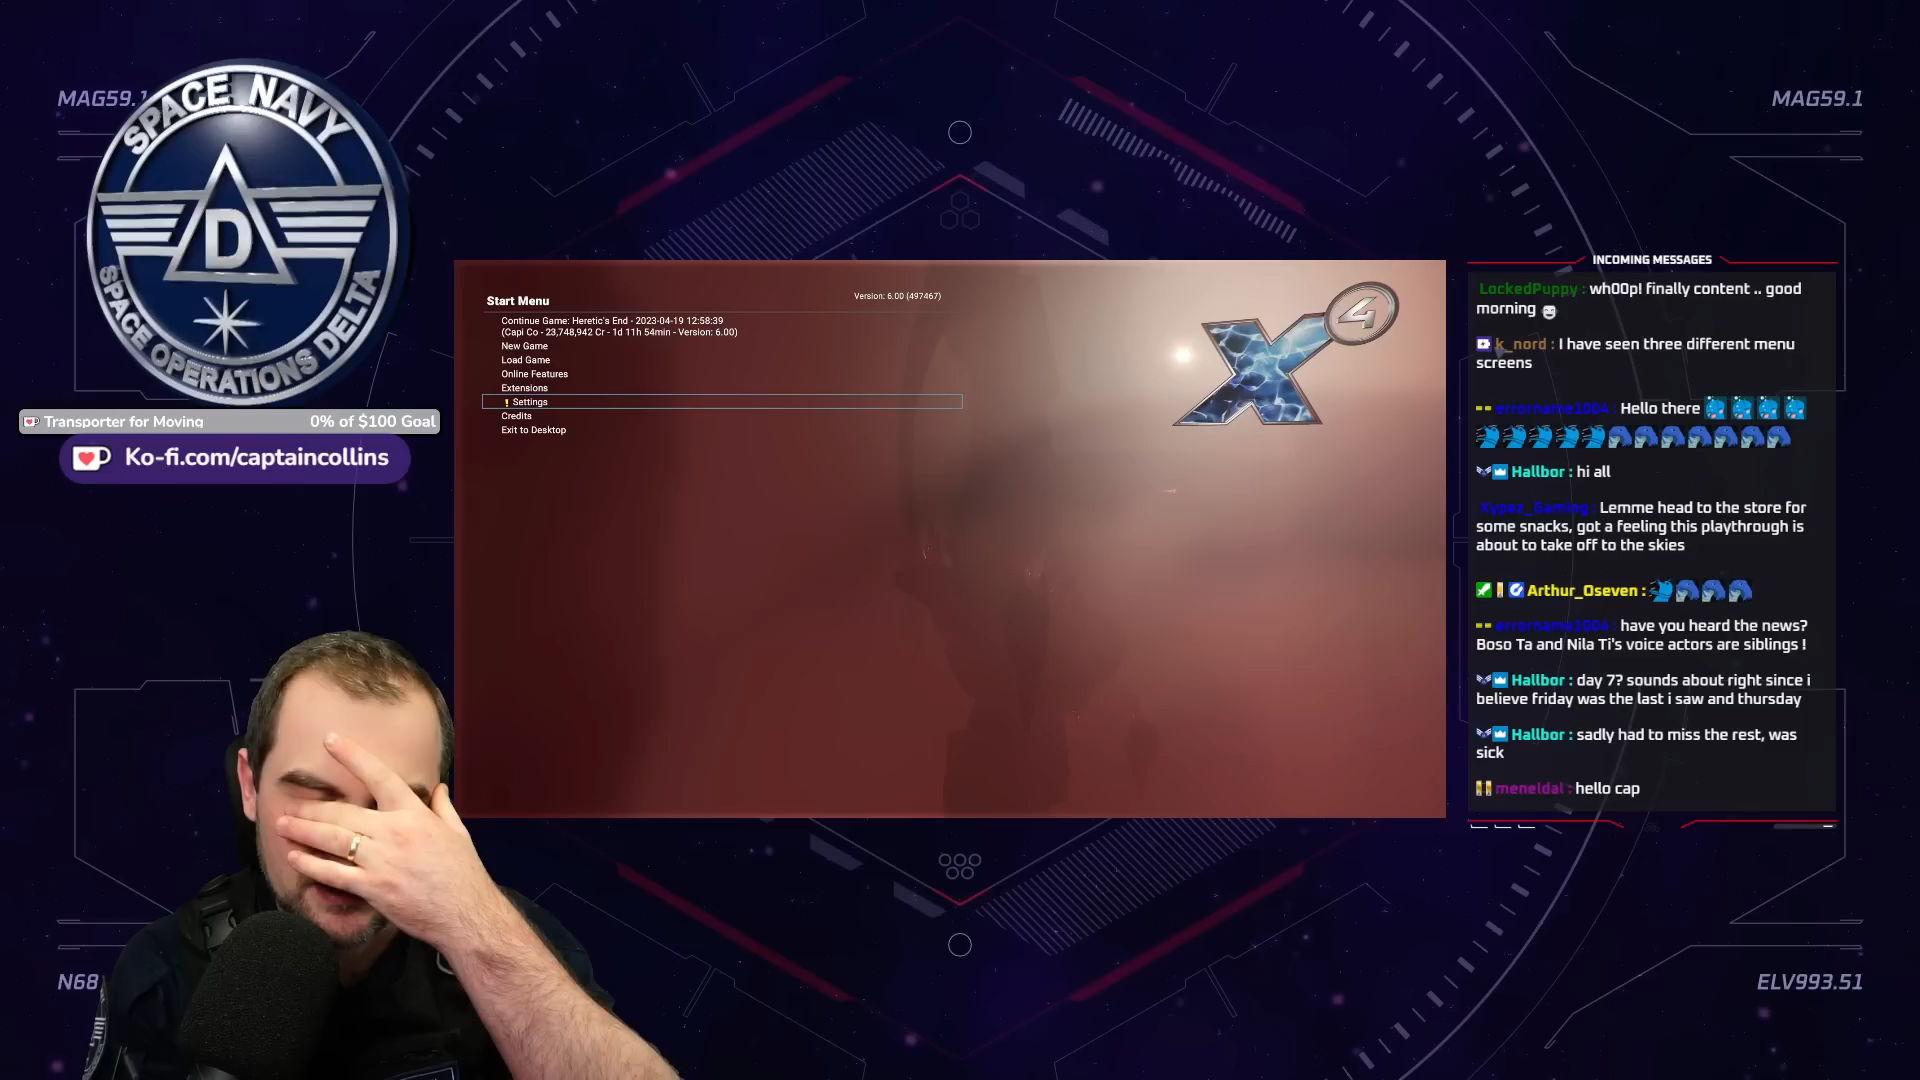 MAG59.1
MAG59.1
SPACE NAVY
D
SPACE OPERATIONS DELTA
Transporter for Moving 0% of $100 Goal
Ko-fi.com/captaincollins
Start Menu
Version: 6.00 (497467)
Continue Game: Heretic's End - 2023-04-19 12:58:39
(Capi Co - 23,748,942 Cr - 1d 11h 54min - Version: 6.00)
New Game
Load Game
Online Features
Extensions
! Settings
Credits
Exit to Desktop
X4
INCOMING MESSAGES
LockedPuppy : wh00p! finally content .. good
morning
k_nord : I have seen three different menu
screens
errorname1004 : Hello there
Hallbor : hi all
Xypez_Gaming : Lemme head to the store for
some snacks, got a feeling this playthrough is
about to take off to the skies
Arthur_Oseven :
errorname1004 : have you heard the news?
Boso Ta and Nila Ti's voice actors are siblings !
Hallbor : day 7? sounds about right since i
believe friday was the last i saw and thursday
Hallbor : sadly had to miss the rest, was
sick
meneldal : hello cap
N68
ELV993.51